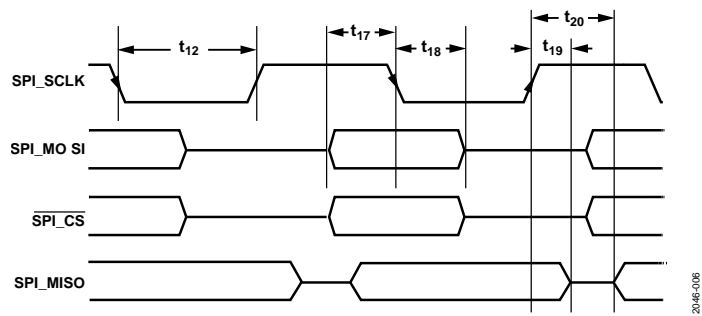 t20
t12
t17
t18
t19
SPI_SCLK
SPI_MO SI
SPI_CS
SPI_MISO
2046-006